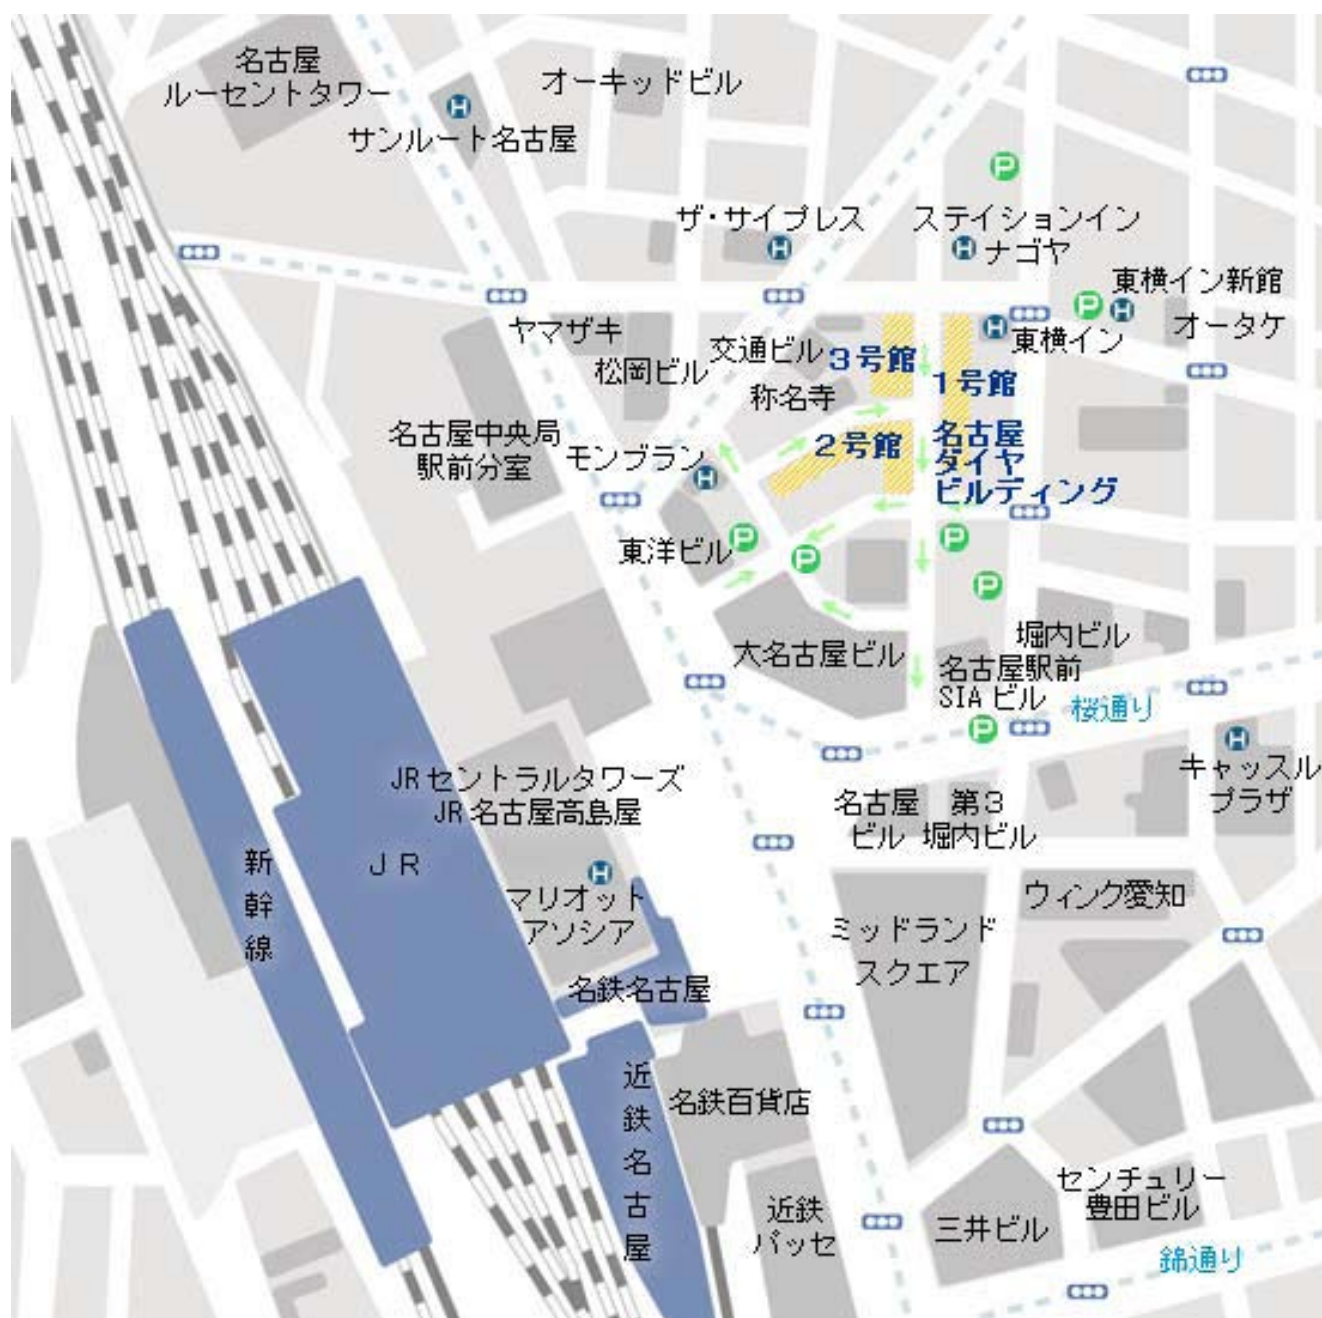 名古屋
ルーセントタワー
オーキッドビル
H
サンルート名古屋
P
ザ・サイプレス
H
ステイションイン
H ナゴヤ
東横イン新館
P H
オータケ
ヤマザキ
松岡ビル
交通ビル
3号館
H
東横イン
1号館
称名寺
名古屋中央局
駅前分室
モンブラン
H
2号館
名古屋
ダイヤ
ビルディング
東洋ビル
P
P
P
P
大名古屋ビル
堀内ビル
名古屋駅前
SIAビル
P
桜通り
H
キャッスル
プラザ
JRセントラルタワーズ
JR名古屋高島屋
名古屋
ビル
第3
堀内ビル
新幹線
JR
H
マリオット
アソシア
ウィンク愛知
ミッドランド
スクエア
名鉄名古屋
近鉄名古屋
名鉄百貨店
近鉄
パッセ
三井ビル
センチュリー
豊田ビル
錦通り